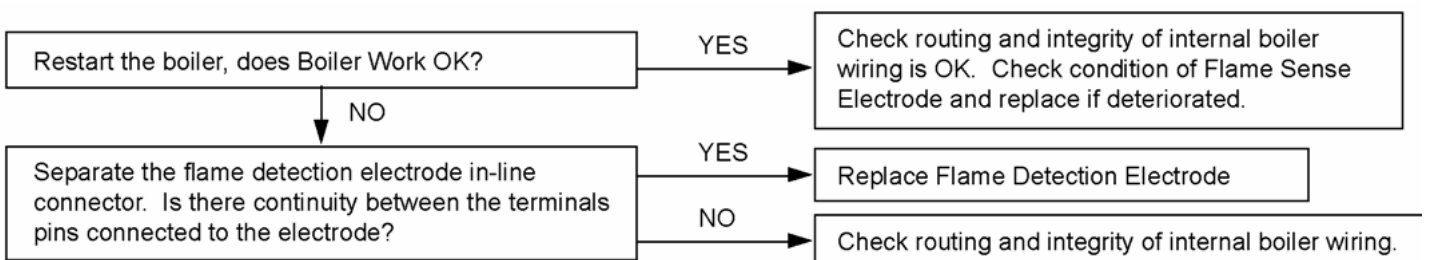 Restart the boiler, does Boiler Work OK?
YES
Check routing and integrity of internal boiler
wiring is OK. Check condition of Flame Sense
Electrode and replace if deteriorated.
NO
Separate the flame detection electrode in-line
connector. Is there continuity between the terminals
pins connected to the electrode?
YES
Replace Flame Detection Electrode
NO
Check routing and integrity of internal boiler wiring.